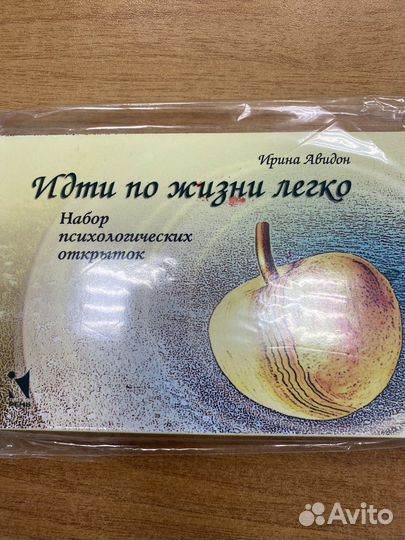 Ирина Авидон
Идти по жизни легко
Набор
психологических
открыток
Avito